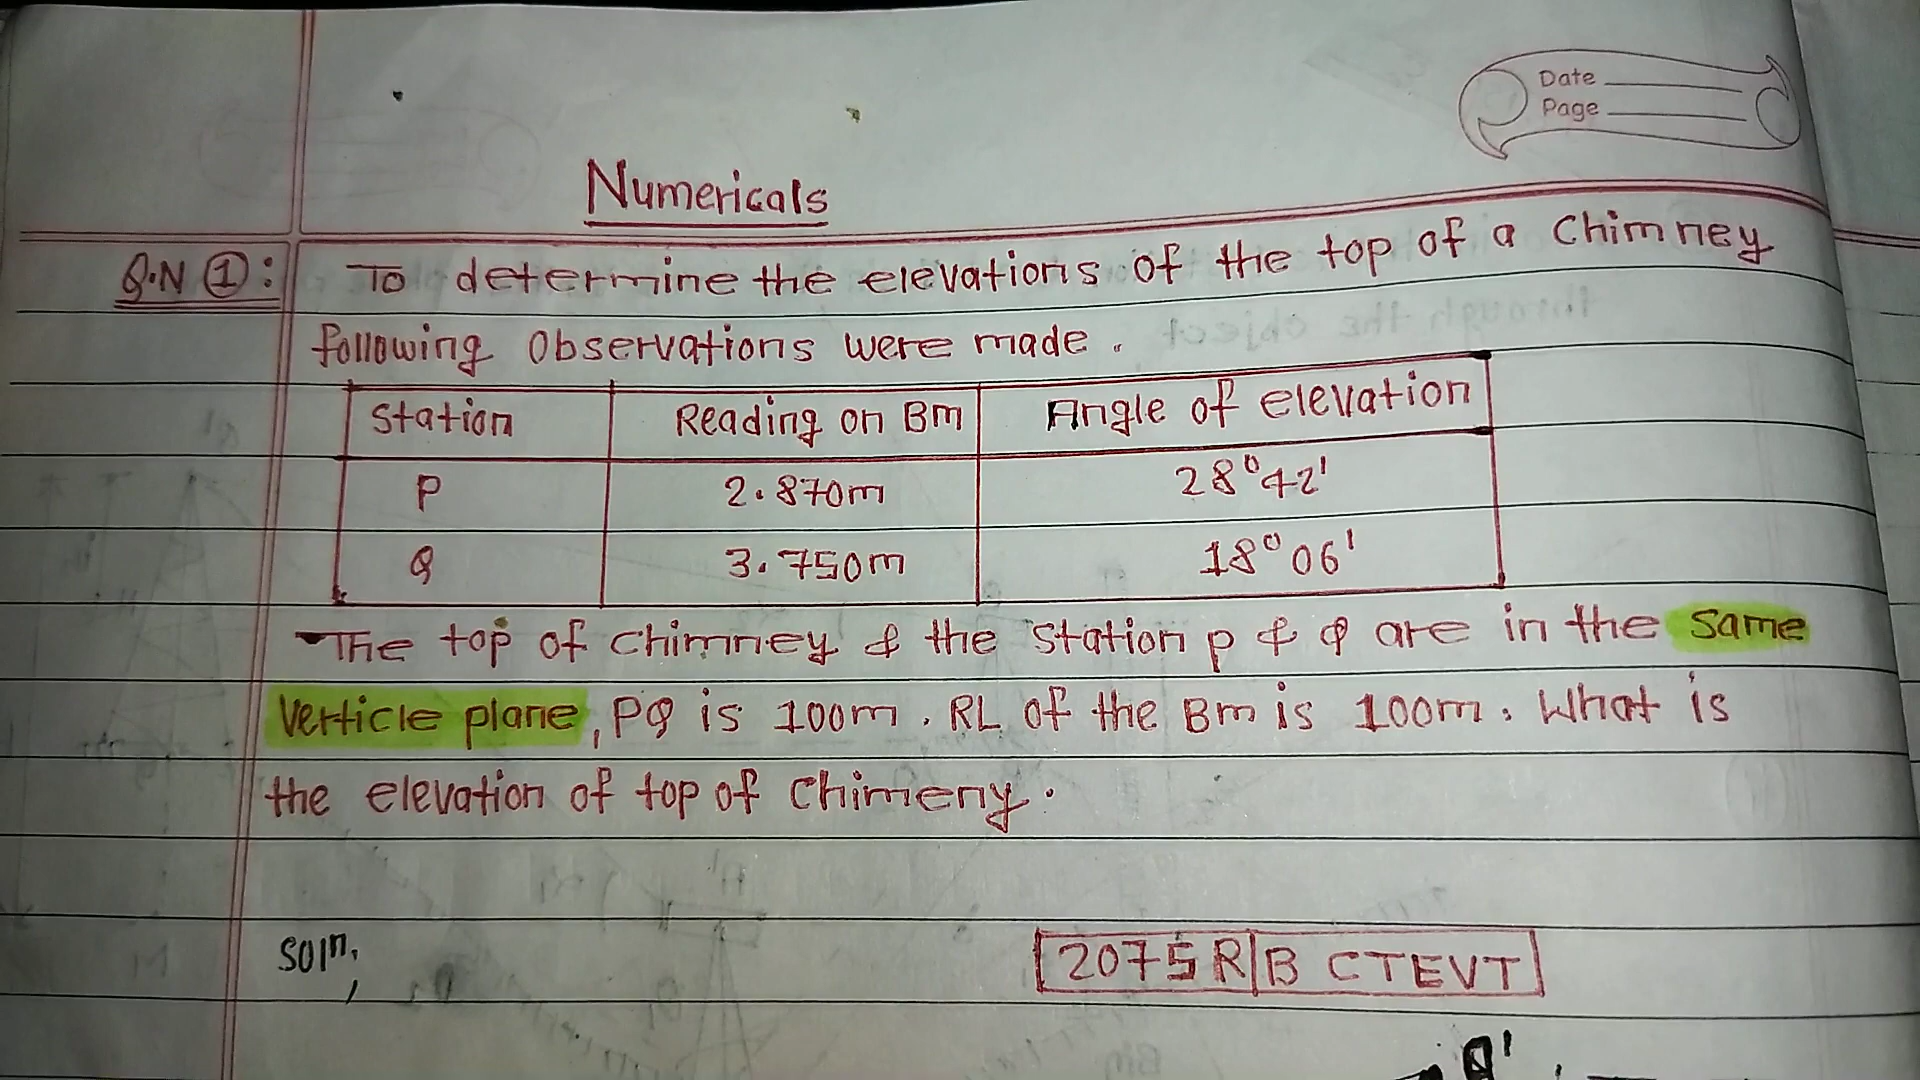 Date
Page
Numericals
Q.N ①: To determine the elevations of the top of a Chimney
following observations were made.
Station Reading on Bm Angle of elevation
P 2.870m 28°42'
Q 3.750m 18°06'
The top of chimney & the station p & q are in the same
verticle plane, PQ is 100m. RL of the Bm is 100m. What is
the elevation of top of chimeny.
soln;
2075 R|B CTEVT
Q'